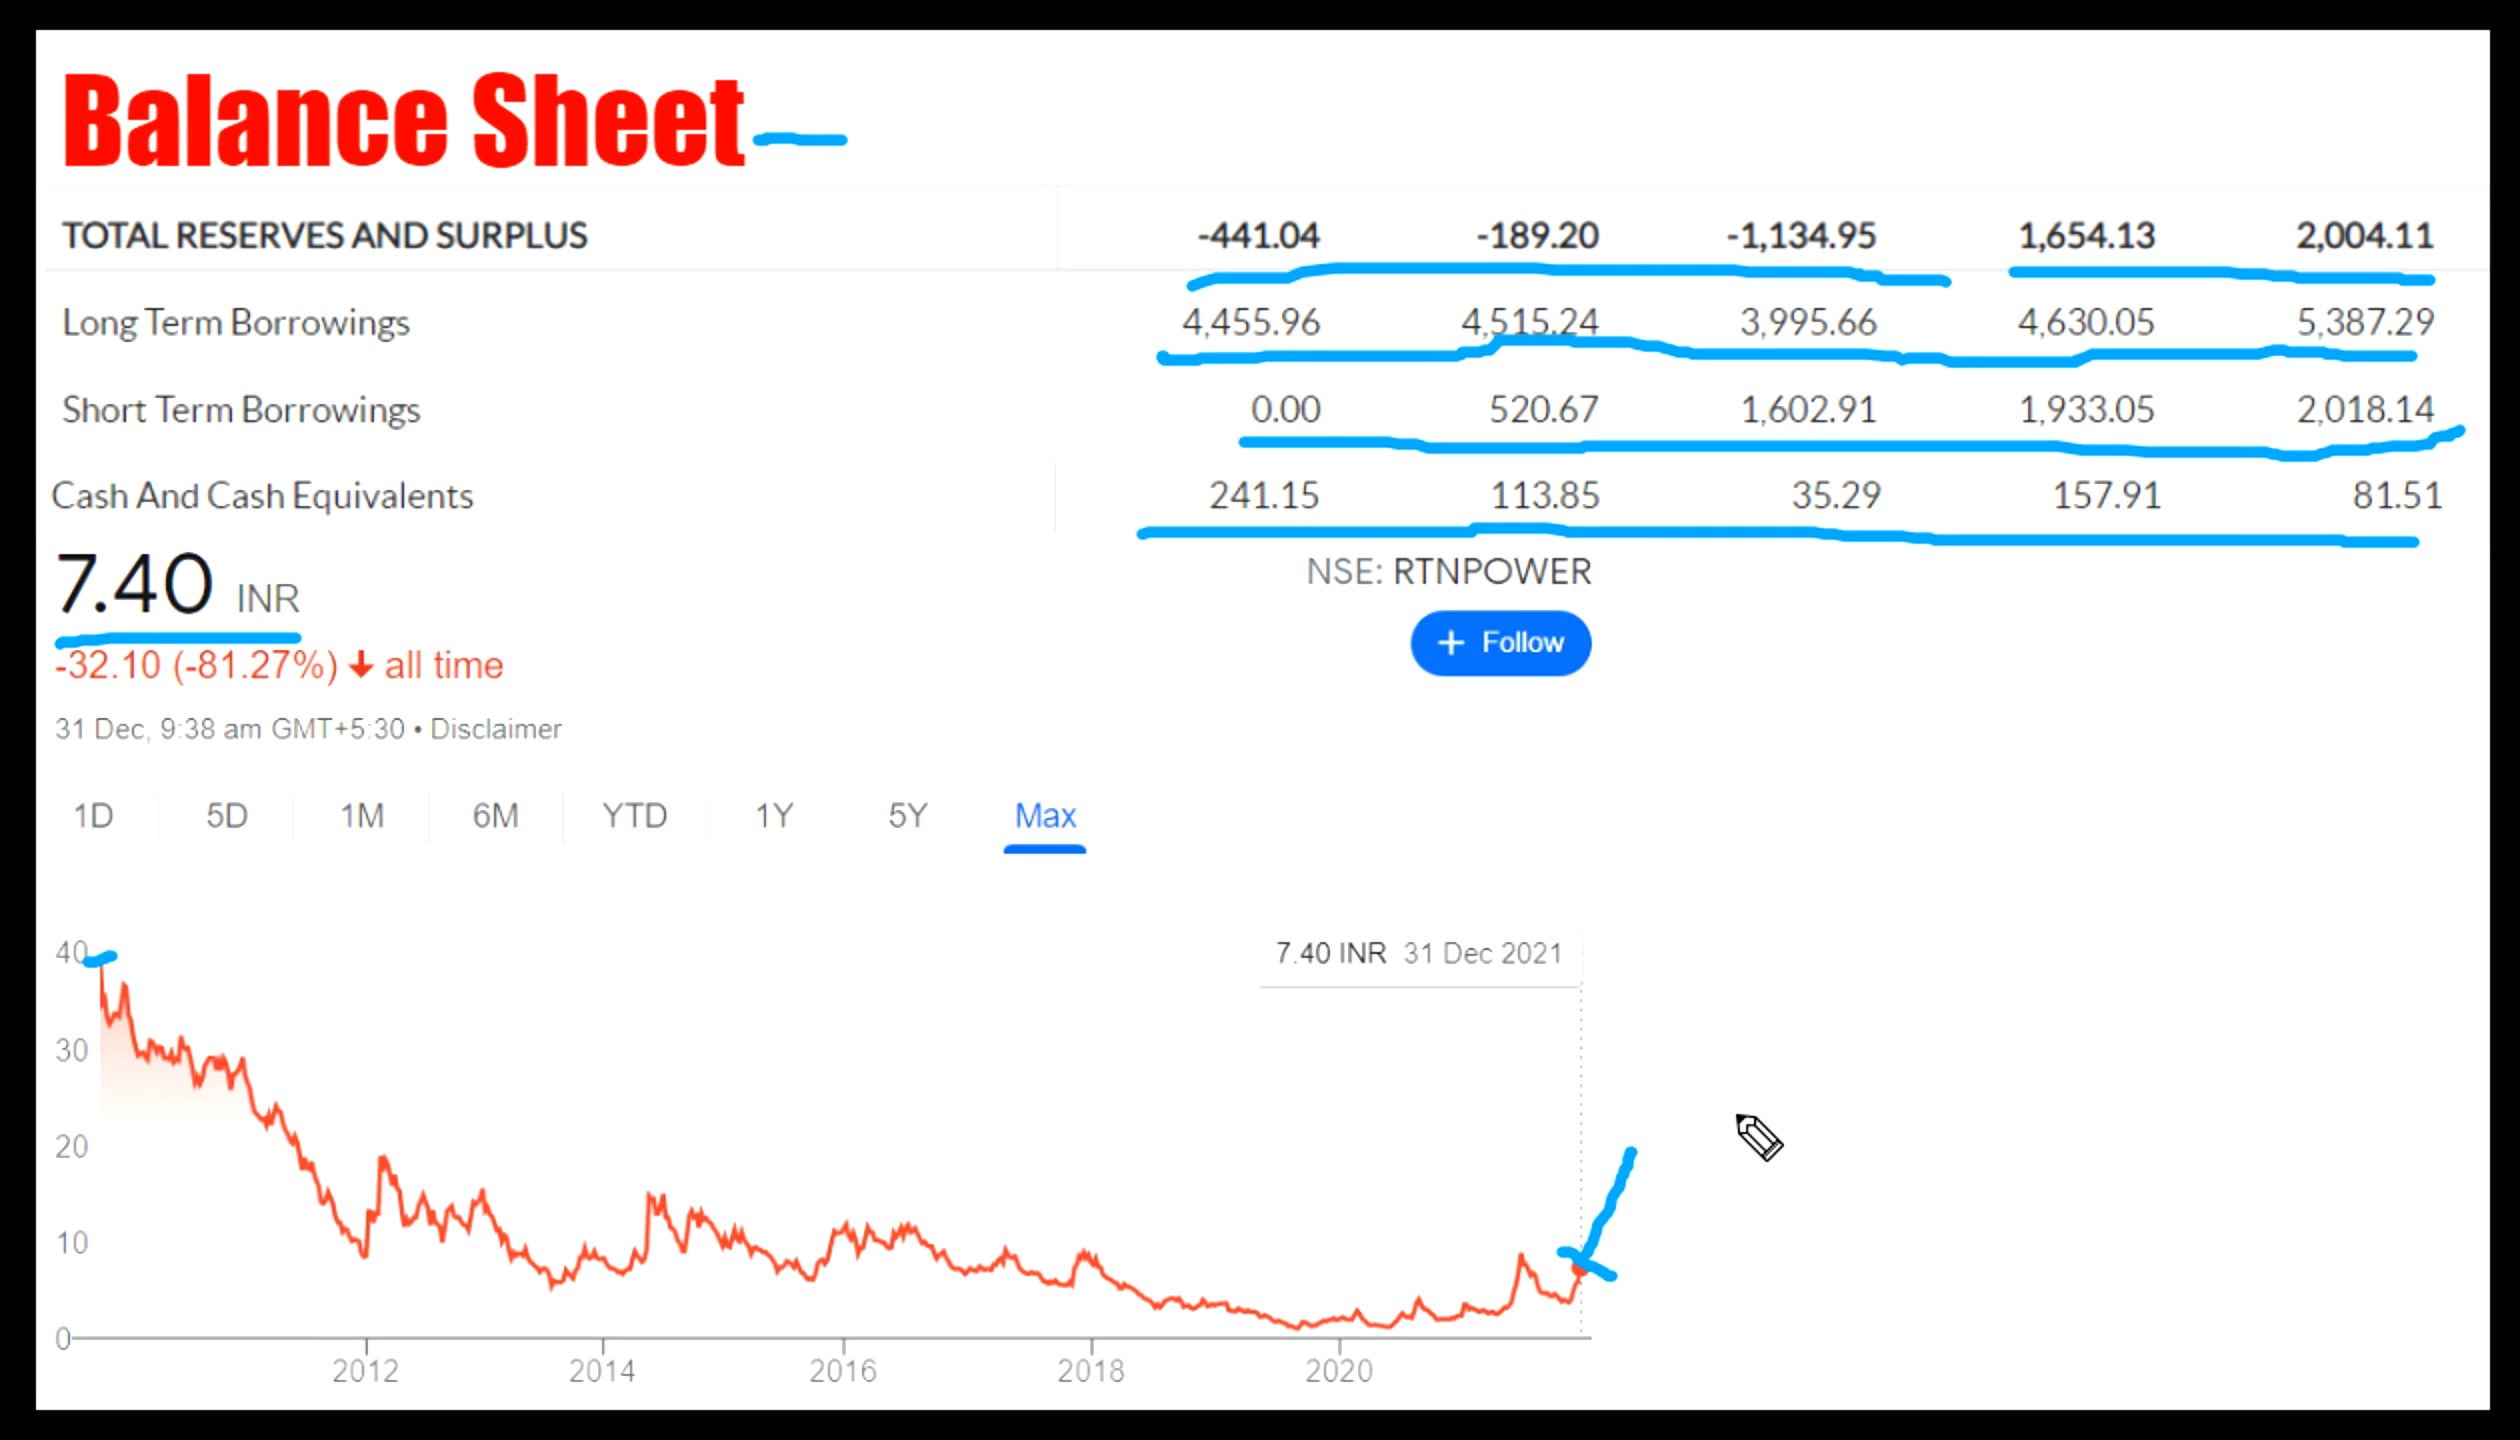 Balance Sheet
TOTAL RESERVES AND SURPLUS -441.04 -189.20 -1,134.95 1,654.13 2,004.11
Long Term Borrowings 4,455.96 4,515.24 3,995.66 4,630.05 5,387.29
Short Term Borrowings 0.00 520.67 1,602.91 1,933.05 2,018.14
Cash And Cash Equivalents 241.15 113.85 35.29 157.91 81.51
7.40 INR NSE: RTNPOWER
+ Follow
-32.10 (-81.27%) ↓ all time
31 Dec, 9:38 am GMT+5:30 • Disclaimer
1D 5D 1M 6M YTD 1Y 5Y Max
40 7.40 INR 31 Dec 2021
30
20
10
0
2012 2014 2016 2018 2020